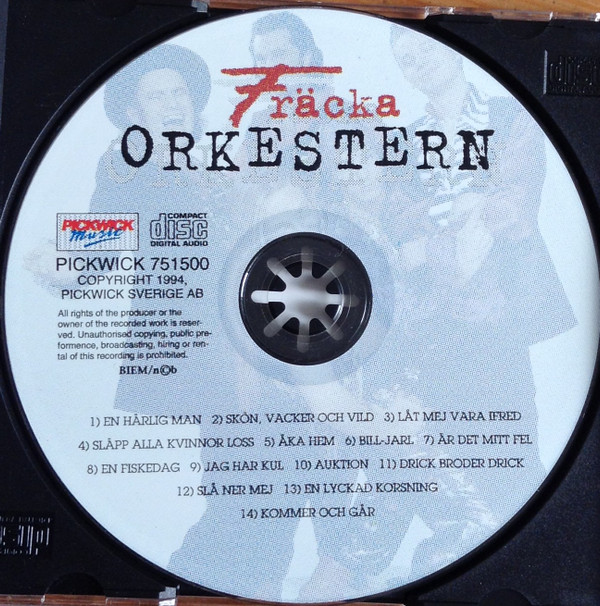 Fräcka
ORKESTERN
PICKWICK
Music
COMPACT
disc
DIGITAL AUDIO
PICKWICK 751500
COPYRIGHT 1994,
PICKWICK SVERIGE AB
All rights of the producer or the
owner of the recorded work is reser-
ved. Unauthorised copying, public pre-
formence, broadcasting, hiring or ren-
tal of this recording is prohibited.
BIEM/n©b
1) EN HÄRLIG MAN 2) SKÖN, VACKER OCH VILD 3) LÅT MEJ VARA IFRED
4) SLÄPP ALLA KVINNOR LOSS 5) ÅKA HEM 6) BILL-JARL 7) ÄR DET MITT FEL
8) EN FISKEDAG 9) JAG HAR KUL 10) AUKTION 11) DRICK BRODER DRICK
12) SLÅ NER MEJ 13) EN LYCKAD KORSNING
14) KOMMER OCH GÅR